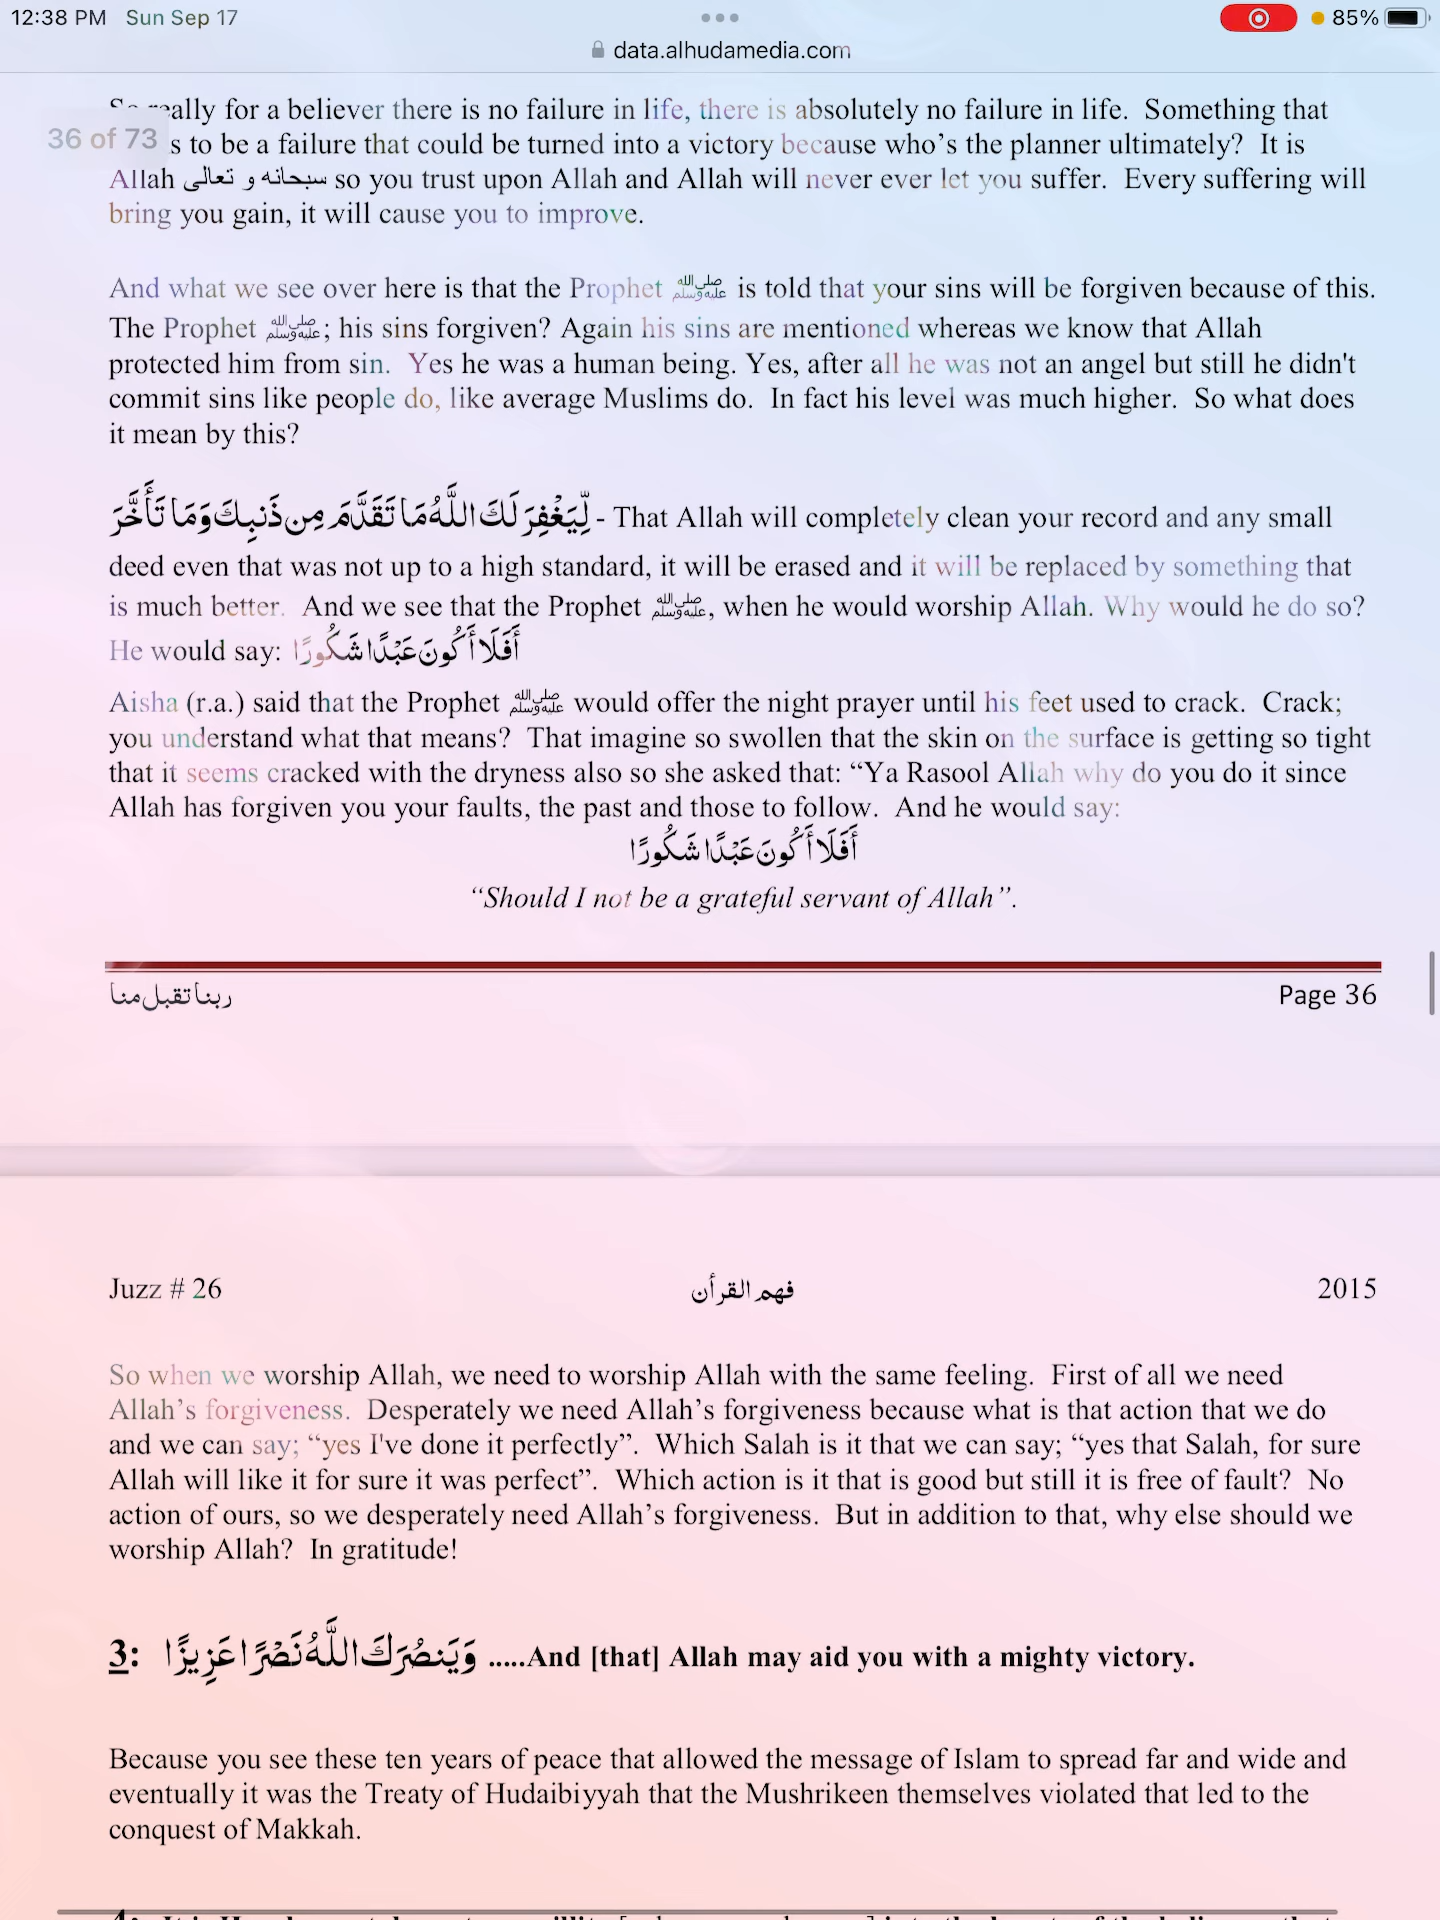 12:38 PM Sun Sep 17
85%
data.alhudamedia.com
36 of 73
really for a believer there is no failure in life, there is absolutely no failure in life. Something that
s to be a failure that could be turned into a victory because who’s the planner ultimately? It is
Allah سبحانه و تعالى so you trust upon Allah and Allah will never ever let you suffer. Every suffering will
bring you gain, it will cause you to improve.
And what we see over here is that the Prophet ﷺ is told that your sins will be forgiven because of this.
The Prophet ﷺ; his sins forgiven? Again his sins are mentioned whereas we know that Allah
protected him from sin. Yes he was a human being. Yes, after all he was not an angel but still he didn't
commit sins like people do, like average Muslims do. In fact his level was much higher. So what does
it mean by this?
لِّيَغْفِرَ لَكَ اللَّهُ مَا تَقَدَّمَ مِن ذَنبِكَ وَمَا تَأَخَّرَ - That Allah will completely clean your record and any small
deed even that was not up to a high standard, it will be erased and it will be replaced by something that
is much better. And we see that the Prophet ﷺ, when he would worship Allah. Why would he do so?
He would say: أَفَلَا أَكُونَ عَبْدًا شَكُورًا
Aisha (r.a.) said that the Prophet ﷺ would offer the night prayer until his feet used to crack. Crack;
you understand what that means? That imagine so swollen that the skin on the surface is getting so tight
that it seems cracked with the dryness also so she asked that: “Ya Rasool Allah why do you do it since
Allah has forgiven you your faults, the past and those to follow. And he would say:
أَفَلَا أَكُونَ عَبْدًا شَكُورًا
“Should I not be a grateful servant of Allah”.
ربنا تقبل منا Page 36
Juzz # 26 فهم القرأن 2015
So when we worship Allah, we need to worship Allah with the same feeling. First of all we need
Allah’s forgiveness. Desperately we need Allah’s forgiveness because what is that action that we do
and we can say; “yes I've done it perfectly”. Which Salah is it that we can say; “yes that Salah, for sure
Allah will like it for sure it was perfect”. Which action is it that is good but still it is free of fault? No
action of ours, so we desperately need Allah’s forgiveness. But in addition to that, why else should we
worship Allah? In gratitude!
3: وَيَنصُرَكَ اللَّهُ نَصْرًا عَزِيزًا .....And [that] Allah may aid you with a mighty victory.
Because you see these ten years of peace that allowed the message of Islam to spread far and wide and
eventually it was the Treaty of Hudaibiyyah that the Mushrikeen themselves violated that led to the
conquest of Makkah.